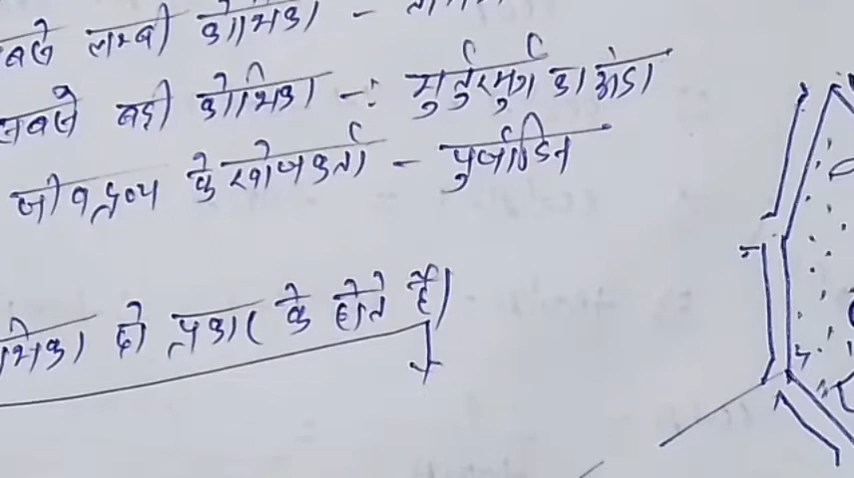 सबसे लम्बी कोशिका -
सबसे बड़ी कोशिका -: मुर्तुरमुर्ग का अंडा
जीवद्रव्य के खोजकर्ता - पुर्जाकिन
शिका दो प्रकार के होते हैं।